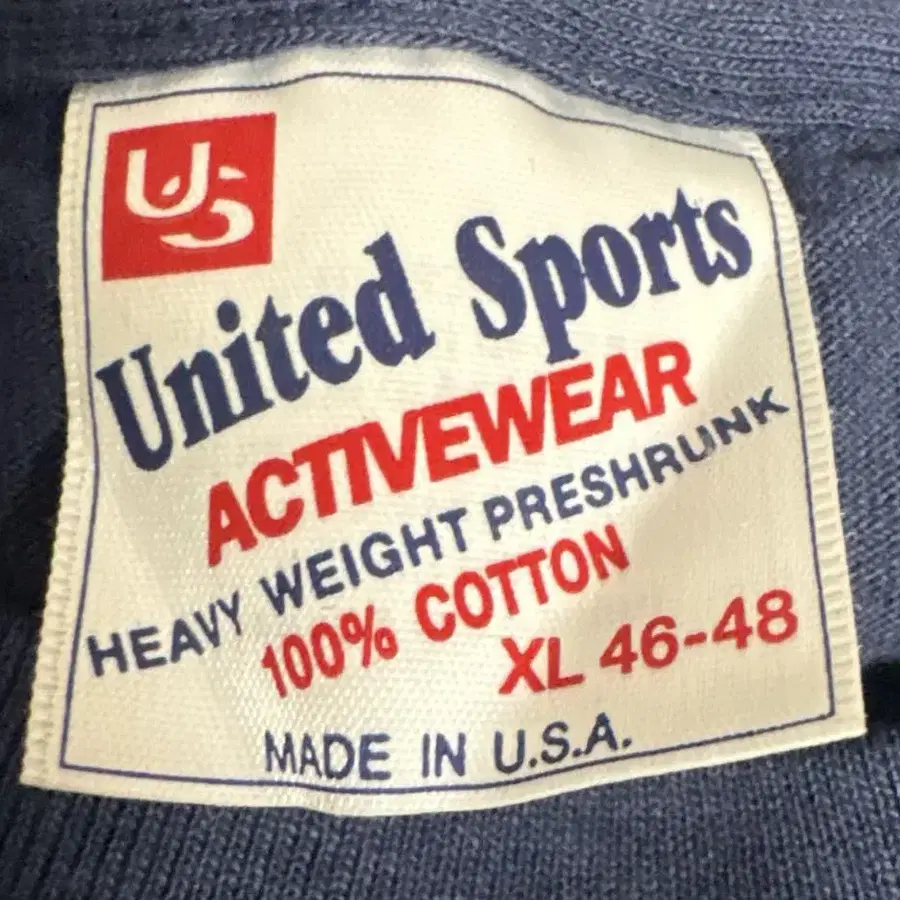 US
United Sports
ACTIVEWEAR
HEAVY WEIGHT PRESHRUNK
100% COTTON
XL 46-48
MADE IN U.S.A.